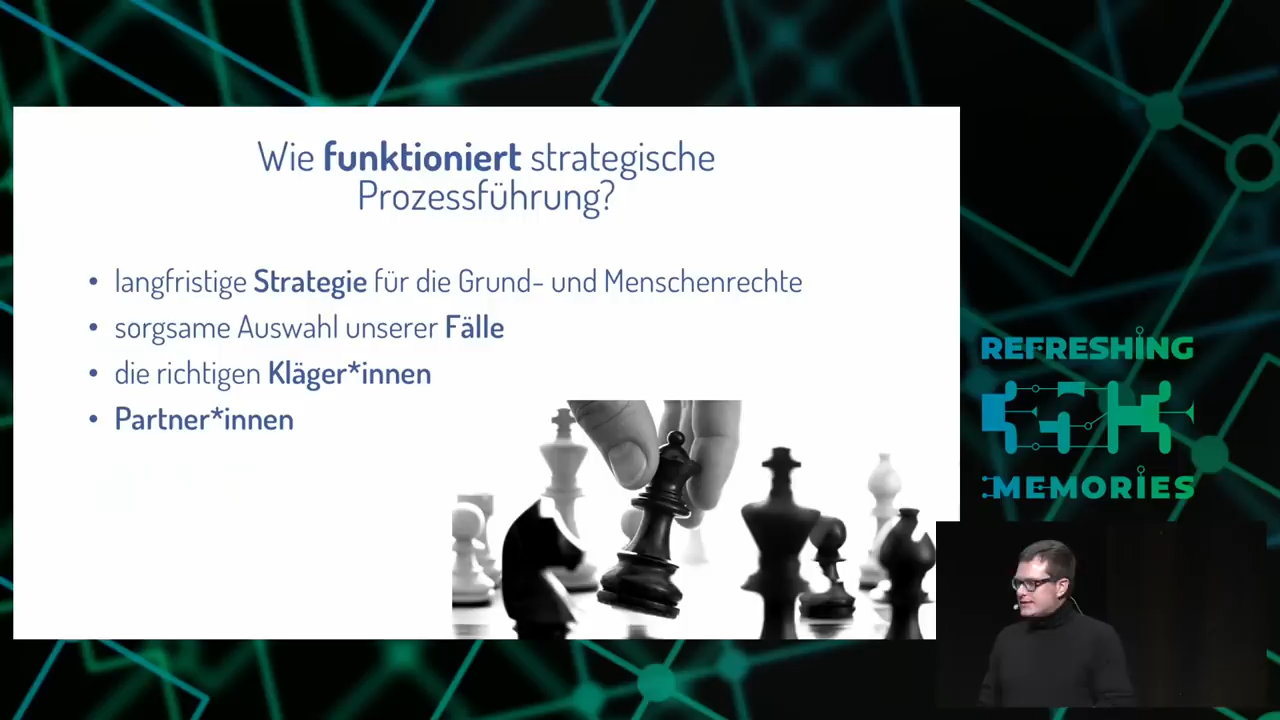 Wie funktioniert strategische
Prozessführung?
• langfristige Strategie für die Grund- und Menschenrechte
• sorgsame Auswahl unserer Fälle
• die richtigen Kläger*innen
• Partner*innen
REFRESHING
MEMORIES